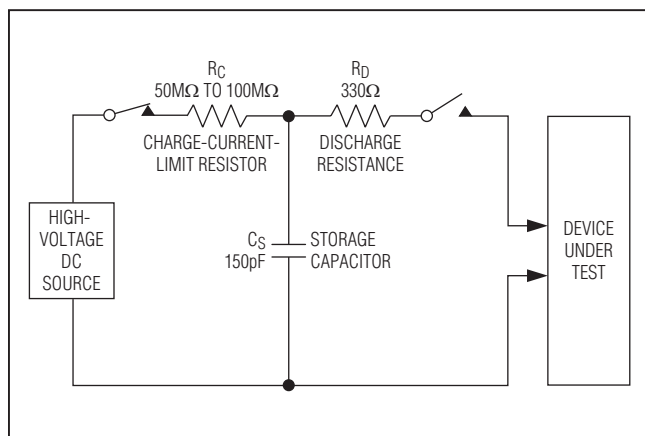 R_C
50MΩ TO 100MΩ
CHARGE-CURRENT-
LIMIT RESISTOR
R_D
330Ω
DISCHARGE
RESISTANCE
HIGH-
VOLTAGE
DC
SOURCE
C_S
150pF
STORAGE
CAPACITOR
DEVICE
UNDER
TEST